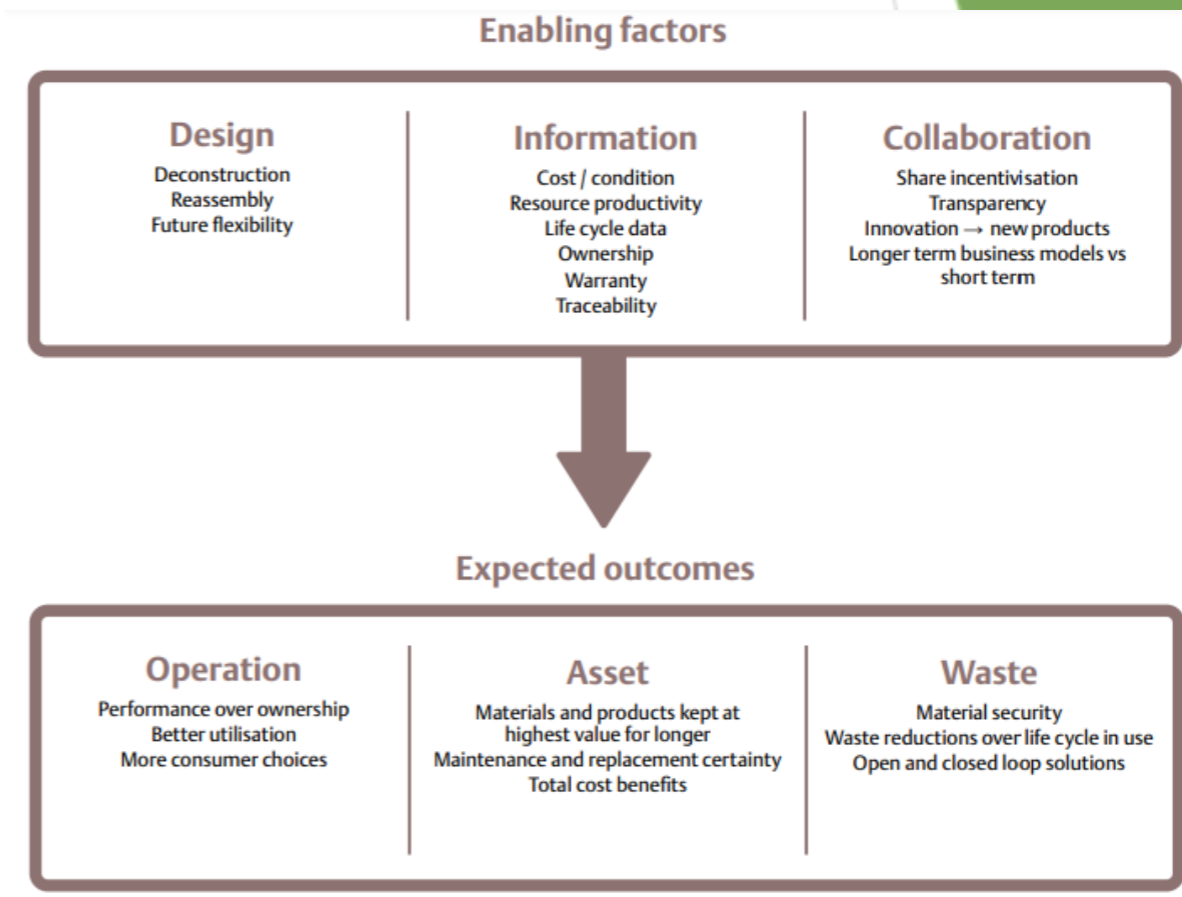 Enabling factors
Design
Deconstruction
Reassembly
Future flexibility
Information
Cost / condition
Resource productivity
Life cycle data
Ownership
Warranty
Traceability
Collaboration
Share incentivisation
Transparency
Innovation → new products
Longer term business models vs
short term
Expected outcomes
Operation
Performance over ownership
Better utilisation
More consumer choices
Asset
Materials and products kept at
highest value for longer
Maintenance and replacement certainty
Total cost benefits
Waste
Material security
Waste reductions over life cycle in use
Open and closed loop solutions